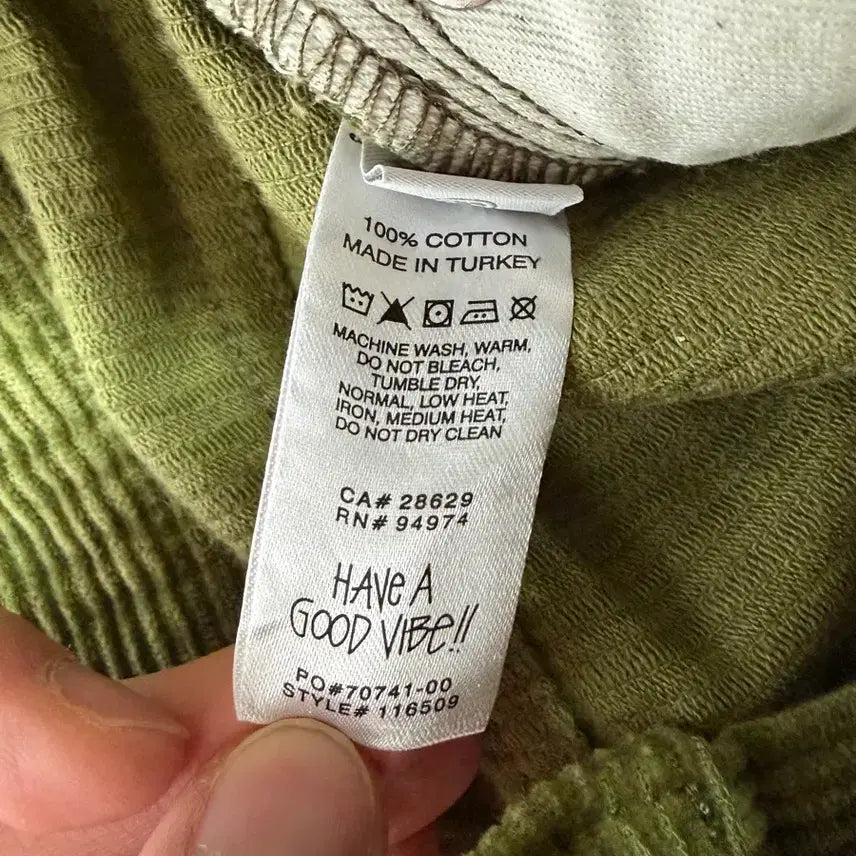 100% COTTON
MADE IN TURKEY
MACHINE WASH, WARM,
DO NOT BLEACH,
TUMBLE DRY,
NORMAL, LOW HEAT,
IRON, MEDIUM HEAT,
DO NOT DRY CLEAN
CA# 28629
RN# 94974
HAVE A
GOOD VIBE!!
PO#70741-00
STYLE# 116509